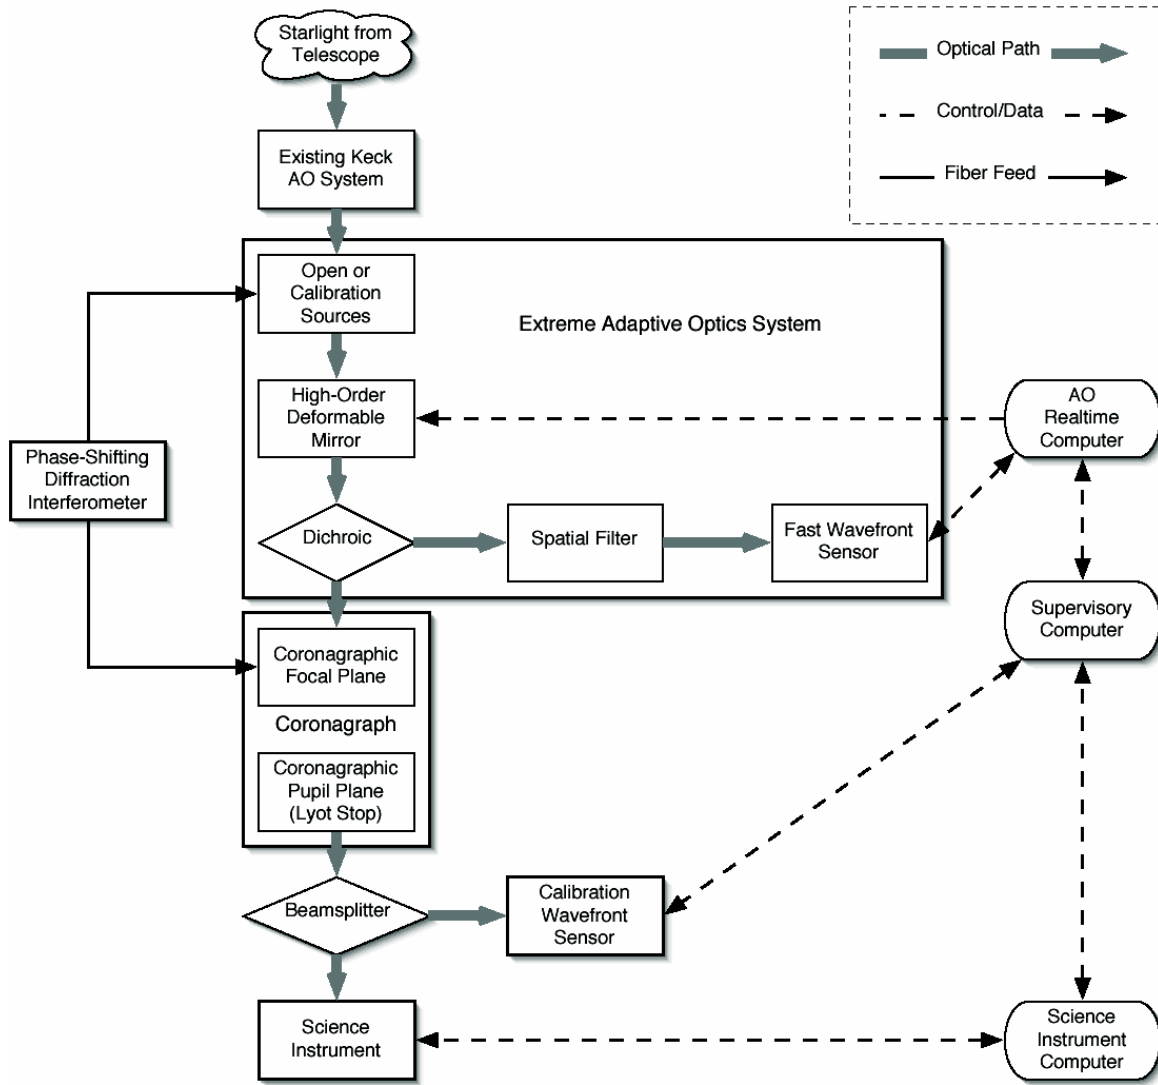 Starlight from
Telescope
Optical Path
Control/Data
Fiber Feed
Existing Keck
AO System
Open or
Calibration
Sources
Extreme Adaptive Optics System
High-Order
Deformable
Mirror
AO
Realtime
Computer
Phase-Shifting
Diffraction
Interferometer
Dichroic
Spatial Filter
Fast Wavefront
Sensor
Supervisory
Computer
Coronagraphic
Focal Plane
Coronagraph
Coronagraphic
Pupil Plane
(Lyot Stop)
Beamsplitter
Calibration
Wavefront
Sensor
Science
Instrument
Science
Instrument
Computer